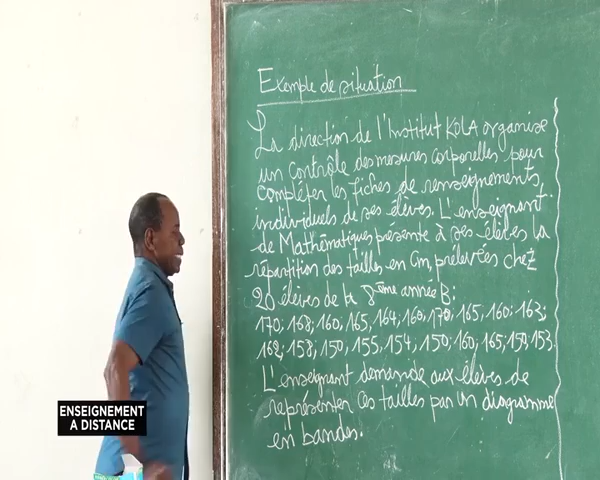 Exemple de situation
La direction de l'Institut KOLA organise
un contrôle des mesures corporelles pour
compléter les fiches de renseignements
individuels de ses élèves. L'enseignant
de Mathématiques présente à ses élèves la
répartition des tailles en Cm, prélevées chez
20 élèves de la 8ème année B:
170; 168; 160; 165, 164; 160, 170; 165, 160; 163;
162; 158, 150, 155, 154, 150; 160, 165; 150, 153.
L'enseignant demande aux élèves de
représenter ces tailles par un diagramme
en bandes.
ENSEIGNEMENT
A DISTANCE